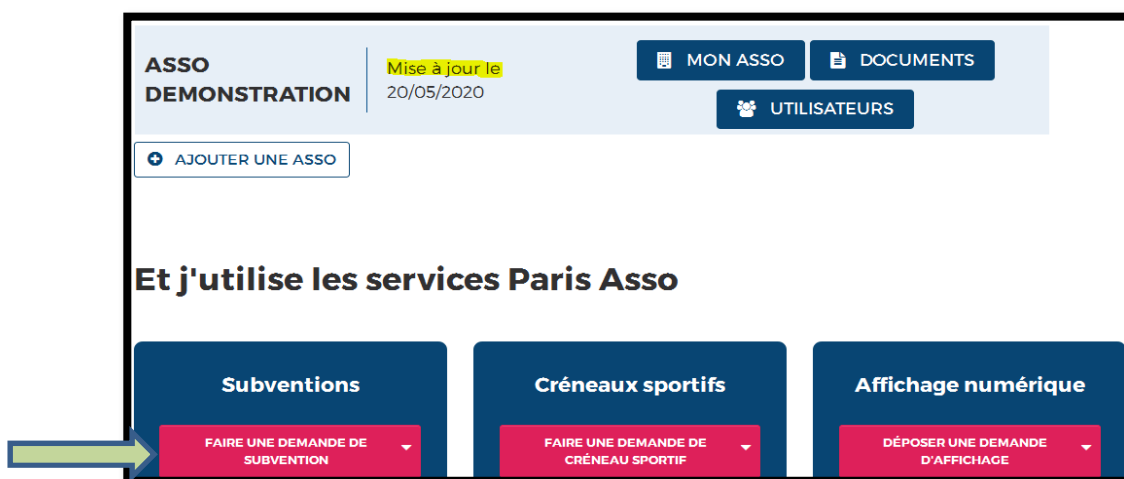 ASSO
DEMONSTRATION
Mise à jour le
20/05/2020
MON ASSO
DOCUMENTS
UTILISATEURS
AJOUTER UNE ASSO
Et j'utilise les services Paris Asso
Subventions
FAIRE UNE DEMANDE DE
SUBVENTION
Créneaux sportifs
FAIRE UNE DEMANDE DE
CRÉNEAU SPORTIF
Affichage numérique
DÉPOSER UNE DEMANDE
D'AFFICHAGE